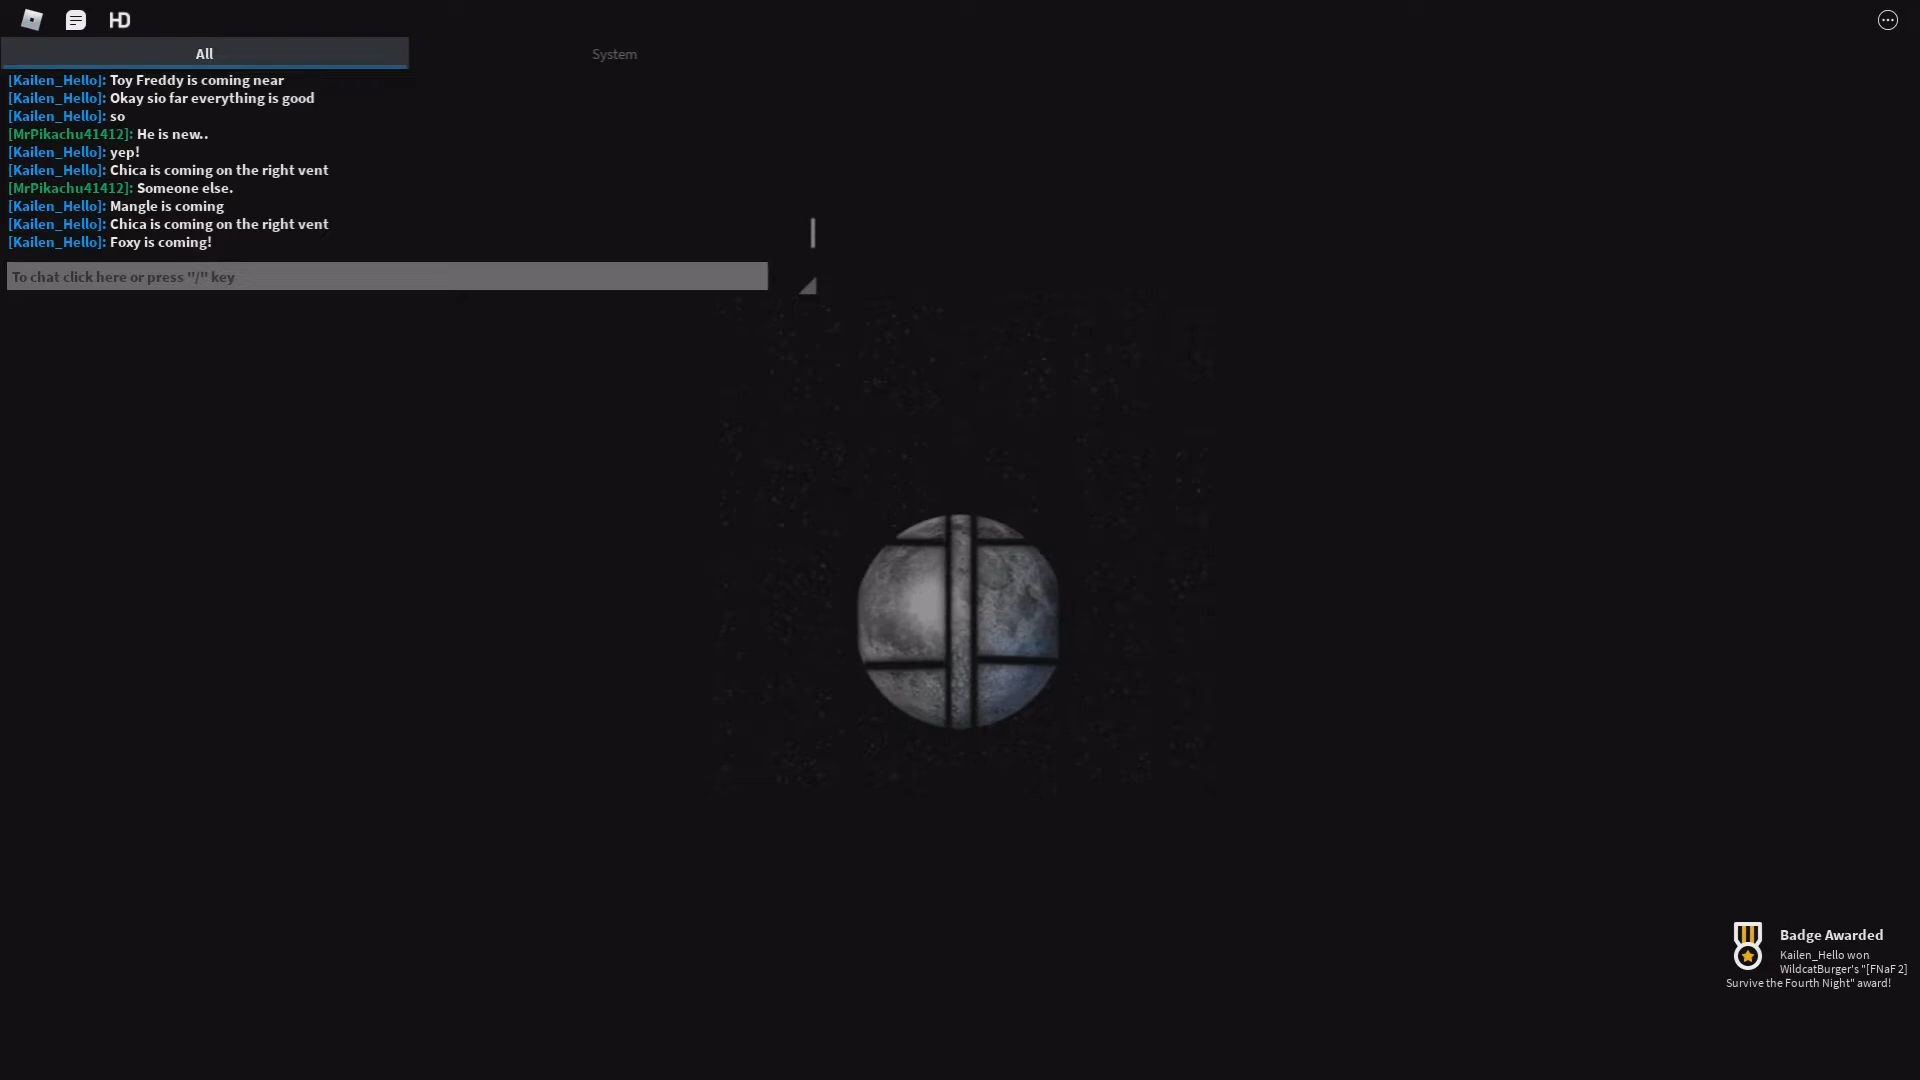 HD
All
System
[Kailen_Hello]: Toy Freddy is coming near
[Kailen_Hello]: Okay sio far everything is good
[Kailen_Hello]: so
[MrPikachu41412]: He is new..
[Kailen_Hello]: yep!
[Kailen_Hello]: Chica is coming on the right vent
[MrPikachu41412]: Someone else.
[Kailen_Hello]: Mangle is coming
[Kailen_Hello]: Chica is coming on the right vent
[Kailen_Hello]: Foxy is coming!
To chat click here or press "/" key
Badge Awarded
Kailen_Hello won
WildcatBurger's "[FNaF 2]
Survive the Fourth Night" award!